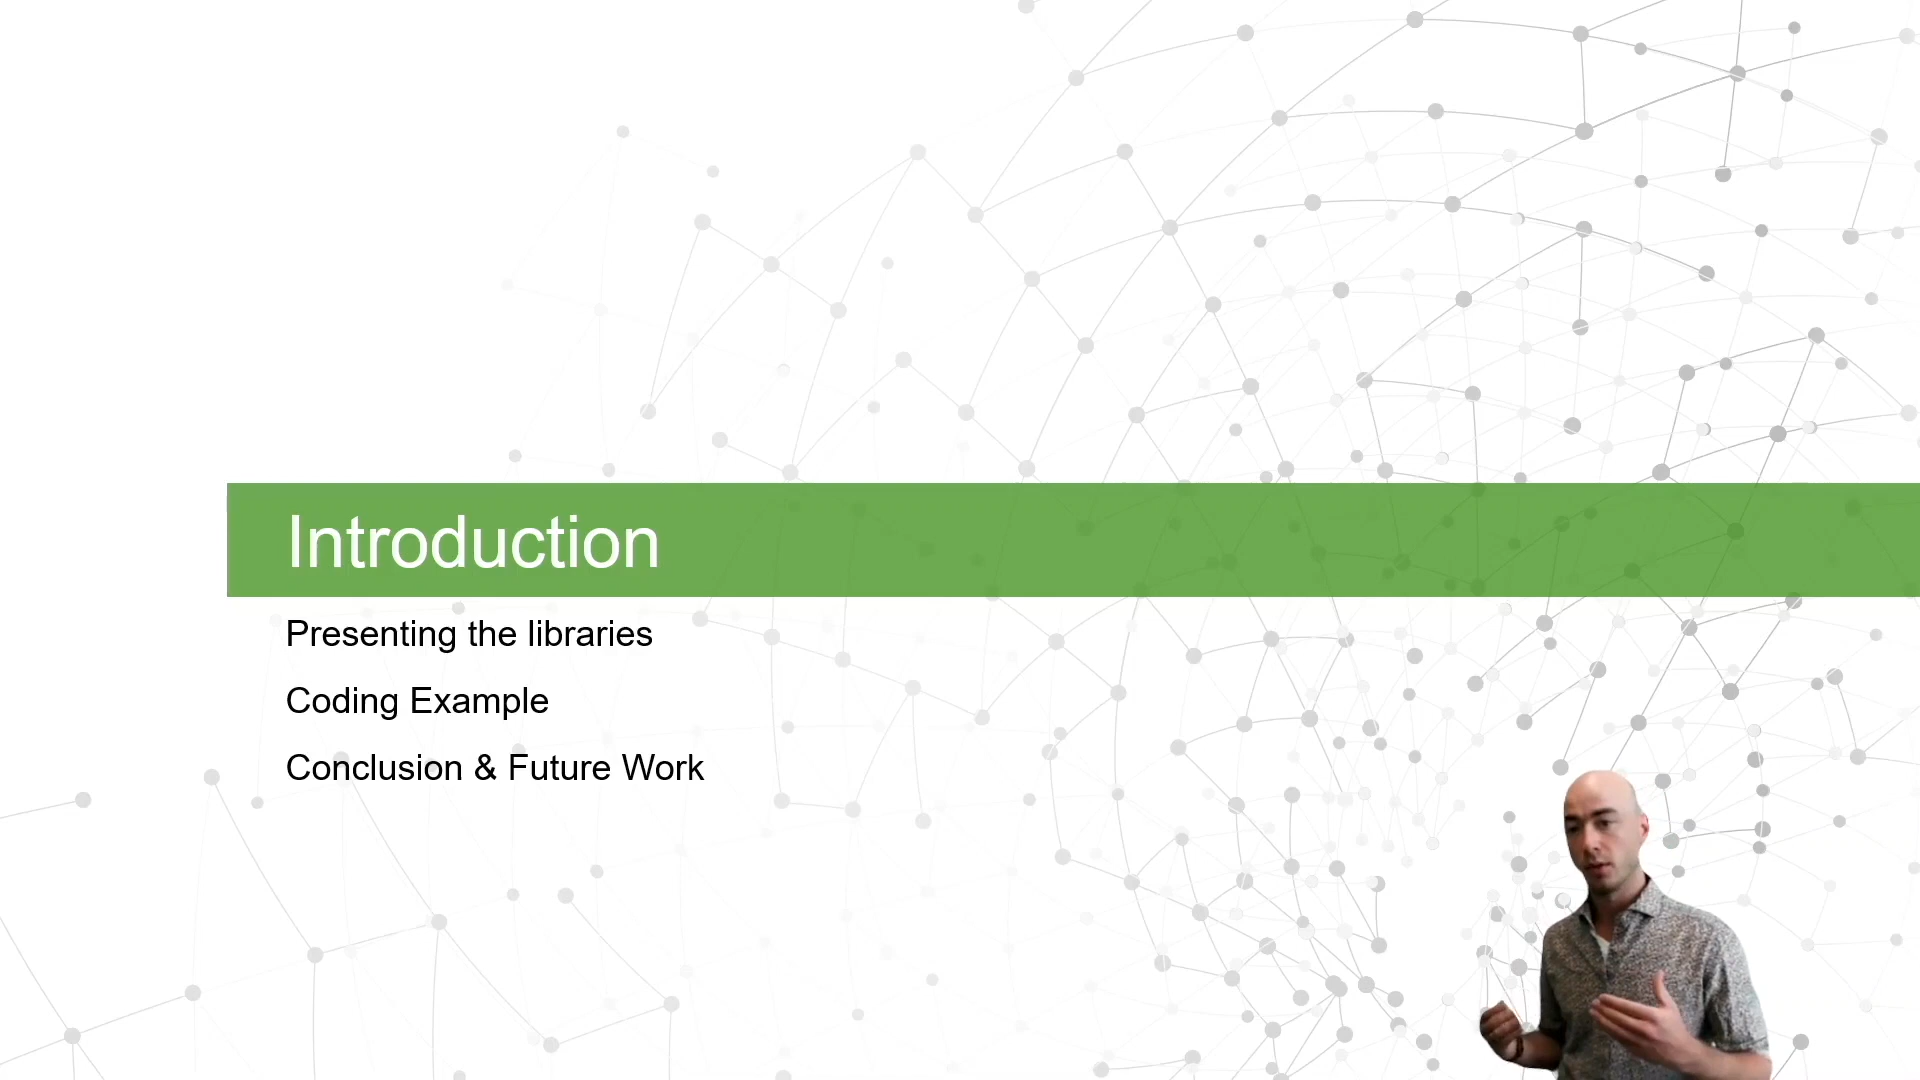 Introduction
Presenting the libraries
Coding Example
Conclusion & Future Work